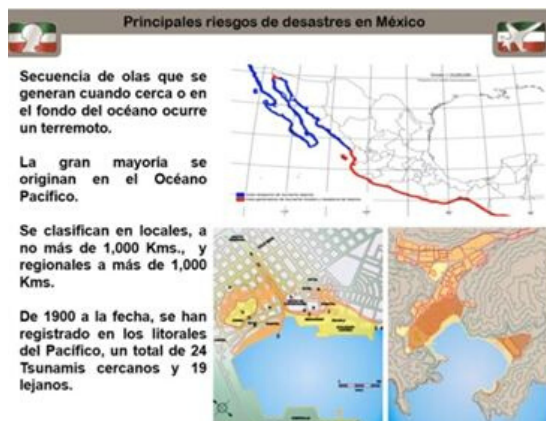 Principales riesgos de desastres en México
Secuencia de olas que se
generan cuando cerca o en
el fondo del océano ocurre
un terremoto.
La gran mayoría se
originan en el Océano
Pacífico.
Se clasifican en locales, a
no más de 1,000 Kms., y
regionales a más de 1,000
Kms.
De 1900 a la fecha, se han
registrado en los litorales
del Pacífico, un total de 24
Tsunamis cercanos y 19
lejanos.